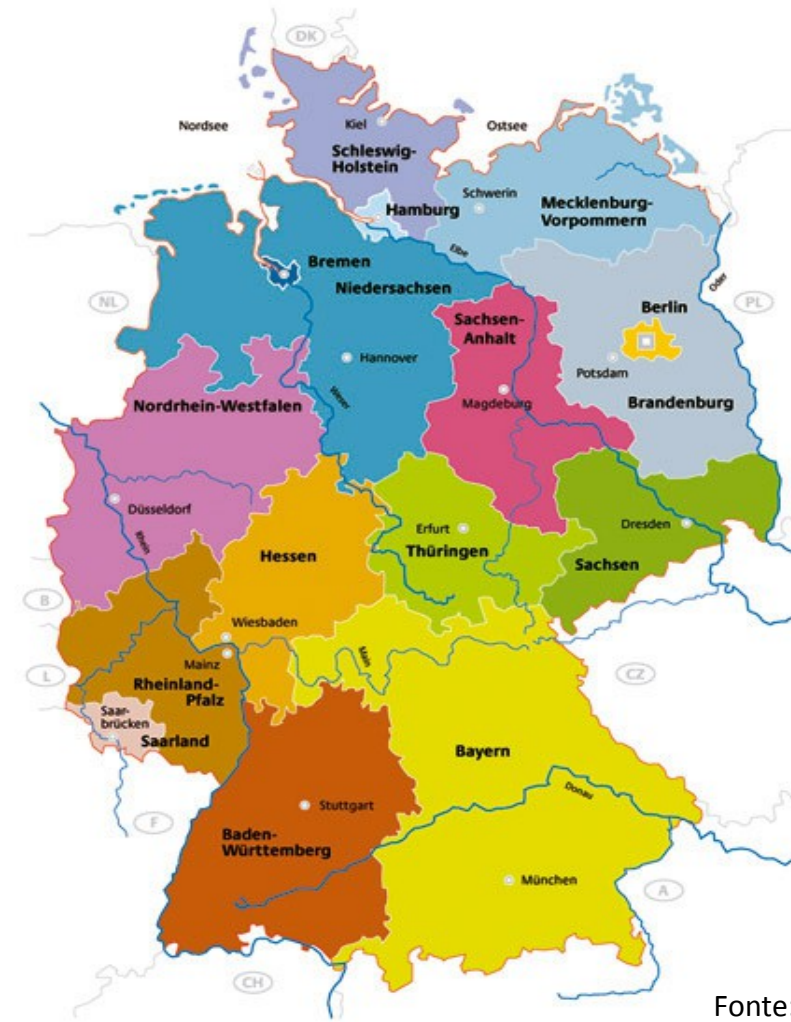 DK
Nordsee
Kiel
Ostsee
Schleswig-
Holstein
Schwerin
Hamburg
Mecklenburg-
Vorpommern
Elbe
Bremen
Niedersachsen
Oder
NL
PL
Berlin
Sachsen-
Anhalt
Hannover
Potsdam
Weser
Magdeburg
Brandenburg
Nordrhein-Westfalen
Düsseldorf
Rhein
Erfurt
Dresden
Thüringen
Hessen
Sachsen
B
Wiesbaden
Mainz
Main
L
CZ
Rheinland-
Pfalz
Saar-
brücken
Saarland
Bayern
Donau
F
Stuttgart
Baden-
Württemberg
München
A
CH
Fonte: